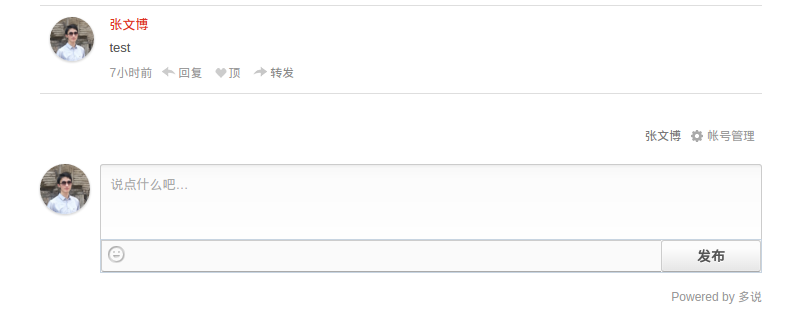 张文博
test
7小时前 回复 顶 转发
张文博 帐号管理
说点什么吧…
发布
Powered by 多说